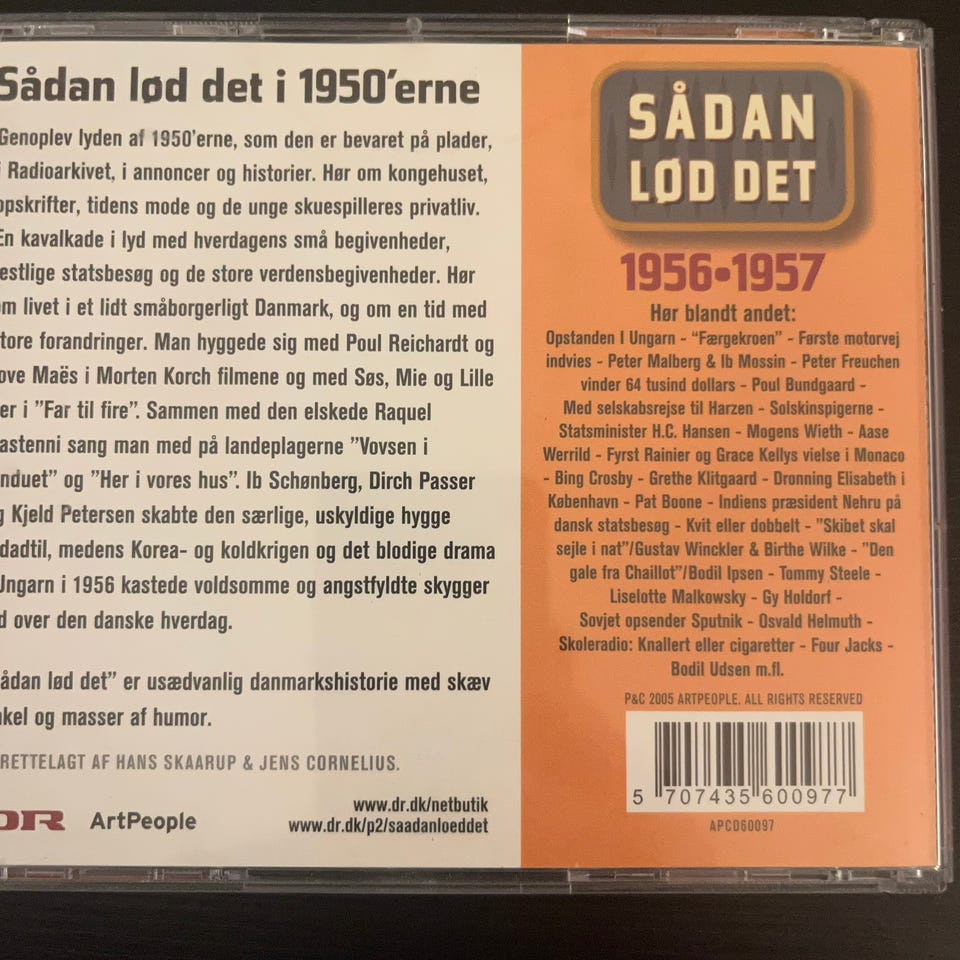 Sådan lød det i 1950'erne
Genoplev lyden af 1950'erne, som den er bevaret på plader,
i Radioarkivet, i annoncer og historier. Hør om kongehuset,
opskrifter, tidens mode og de unge skuespilleres privatliv.
En kavalkade i lyd med hverdagens små begivenheder,
estlige statsbesøg og de store verdensbegivenheder. Hør
om livet i et lidt småborgerligt Danmark, og om en tid med
tore forandringer. Man hyggede sig med Poul Reichardt og
ove Maës i Morten Korch filmene og med Søs, Mie og Lille
er i "Far til fire". Sammen med den elskede Raquel
astenni sang man med på landeplagerne "Vovsen i
nduet" og "Her i vores hus". Ib Schønberg, Dirch Passer
g Kjeld Petersen skabte den særlige, uskyldige hygge
dadtil, medens Korea- og koldkrigen og det blodige drama
Ungarn i 1956 kastede voldsomme og angstfyldte skygger
d over den danske hverdag.
ådan lød det" er usædvanlig danmarkshistorie med skæv
nkel og masser af humor.
RETTELAGT AF HANS SKAARUP & JENS CORNELIUS.
DR ArtPeople
www.dr.dk/netbutik
www.dr.dk/p2/saadanloeddet
SÅDAN
LØD DET
1956•1957
Hør blandt andet:
Opstanden I Ungarn - "Færgekroen" - Første motorvej
indvies - Peter Malberg & Ib Mossin - Peter Freuchen
vinder 64 tusind dollars - Poul Bundgaard -
Med selskabsrejse til Harzen - Solskinspigerne -
Statsminister H.C. Hansen - Mogens Wieth - Aase
Werrild - Fyrst Rainier og Grace Kellys vielse i Monaco
- Bing Crosby - Grethe Klitgaard - Dronning Elisabeth i
København - Pat Boone - Indiens præsident Nehru på
dansk statsbesøg - Kvit eller dobbelt - "Skibet skal
sejle i nat"/Gustav Winckler & Birthe Wilke - "Den
gale fra Chaillot"/Bodil Ipsen - Tommy Steele -
Liselotte Malkowsky - Gy Holdorf -
Sovjet opsender Sputnik - Osvald Helmuth -
Skoleradio: Knallert eller cigaretter - Four Jacks -
Bodil Udsen m.fl.
P&C 2005 ARTPEOPLE. ALL RIGHTS RESERVED
5 707435 600977
APCD60097